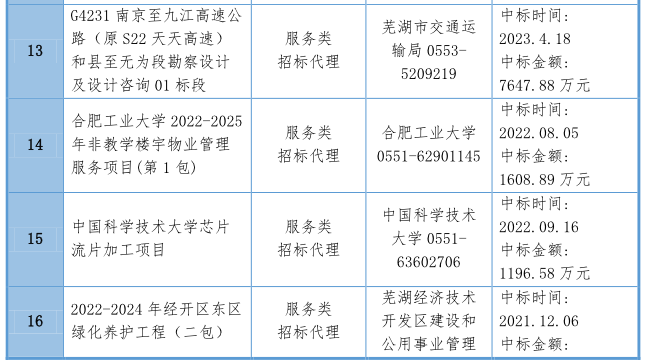 13
G4231 南京至九江高速公
路（原 S22 天天高速）
和县至无为段勘察设计
及设计咨询 01 标段
服务类
招标代理
芜湖市交通运
输局 0553-
5209219
中标时间：
2023.4.18
中标金额：
7647.88 万元
14
合肥工业大学 2022-2025
年非教学楼宇物业管理
服务项目(第 1 包)
服务类
招标代理
合肥工业大学
0551-62901145
中标时间：
2022.08.05
中标金额：
1608.89 万元
15
中国科学技术大学芯片
流片加工项目
服务类
招标代理
中国科学技术
大学 0551-
63602706
中标时间：
2022.09.16
中标金额：
1196.58 万元
16
2022-2024 年经开区东区
绿化养护工程（二包）
服务类
招标代理
芜湖经济技术
开发区建设和
公用事业管理
中标时间：
2021.12.06
中标金额：